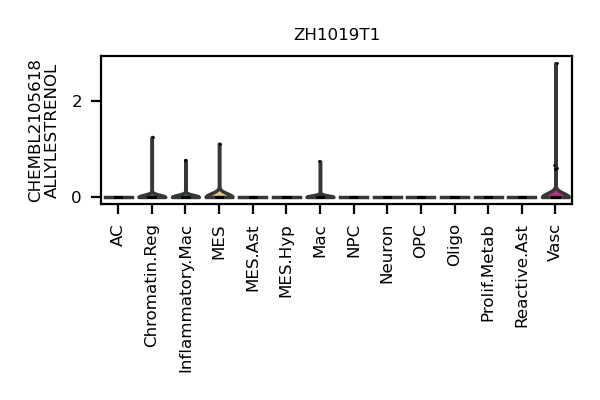 ZH1019T1
CHEMBL2105618
ALLYLESTRENOL
2
0
AC
Chromatin.Reg
Inflammatory.Mac
MES
MES.Ast
MES.Hyp
Mac
NPC
Neuron
OPC
Oligo
Prolif.Metab
Reactive.Ast
Vasc